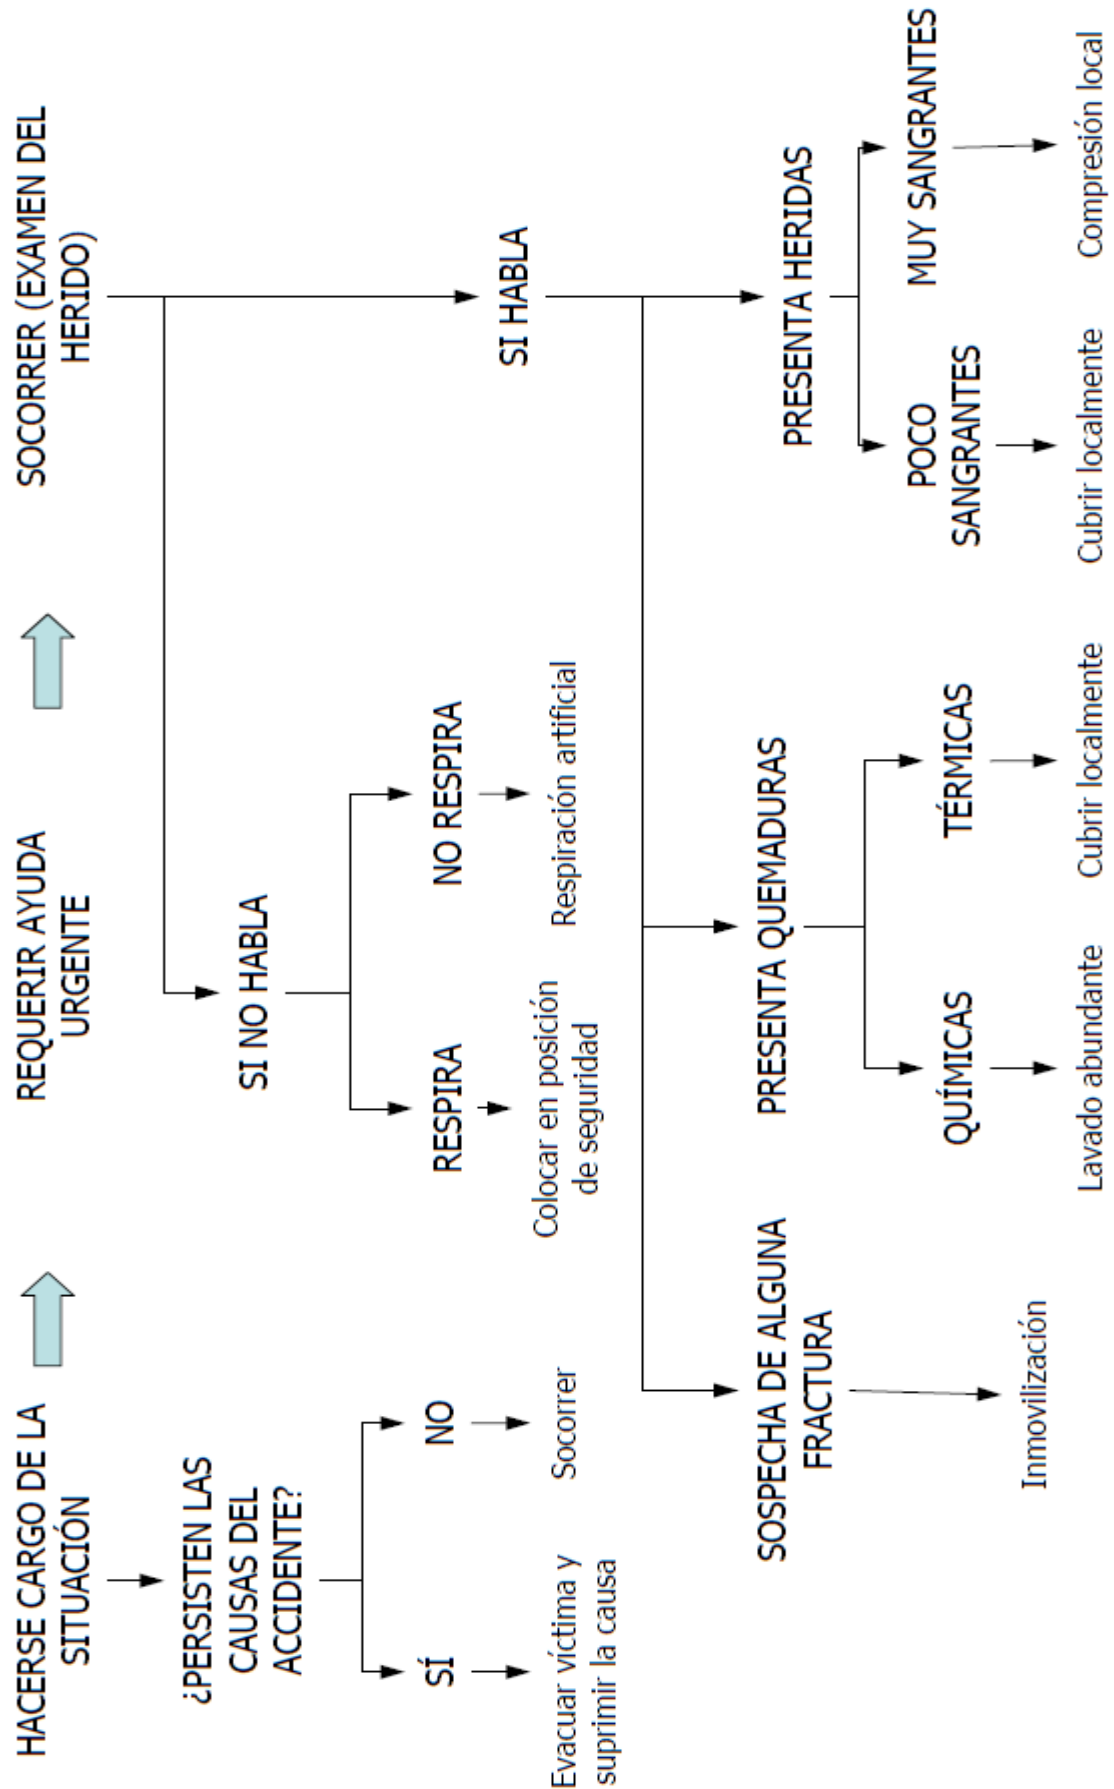 HACERSE CARGO DE LA
SITUACIÓN
REQUERIR AYUDA
URGENTE
SOCORRER (EXAMEN DEL
HERIDO)
¿PERSISTEN LAS
CAUSAS DEL
ACCIDENTE?
SÍ
NO
Evacuar víctima y
suprimir la causa
Socorrer
SI NO HABLA
RESPIRA
NO RESPIRA
Colocar en posición
de seguridad
Respiración artificial
SI HABLA
SOSPECHA DE ALGUNA
FRACTURA
Inmovilización
PRESENTA QUEMADURAS
QUÍMICAS
TÉRMICAS
Lavado abundante
Cubrir localmente
PRESENTA HERIDAS
POCO
SANGRANTES
MUY SANGRANTES
Cubrir localmente
Compresión local